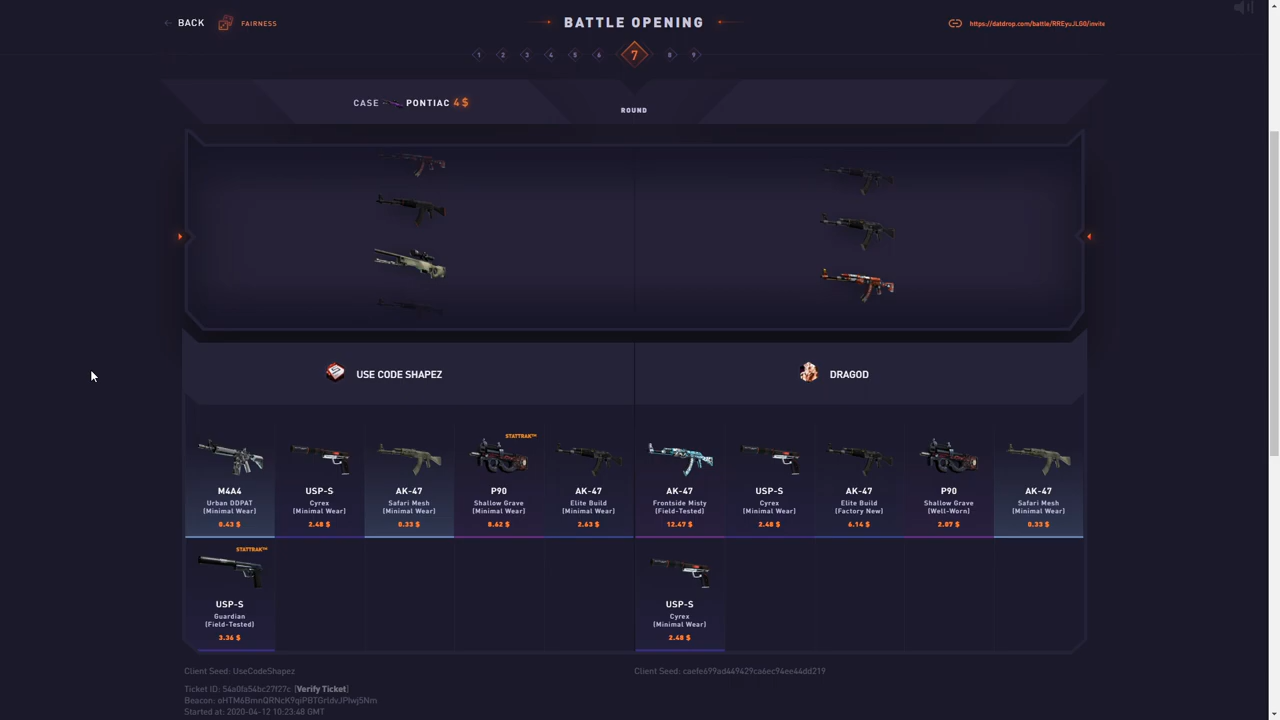 BACK
FAIRNESS
BATTLE OPENING
https://datdrop.com/battle/RREyuJLG0/invite
1 2 3 4 5 6 7 8 9
CASE PONTIAC 4$
ROUND
USE CODE SHAPEZ
DRAGOD
STATTRAK™
M4A4
Urban DDPAT
(Minimal Wear)
0.43 $
USP-S
Cyrex
(Minimal Wear)
2.48 $
AK-47
Safari Mesh
(Minimal Wear)
0.33 $
P90
Shallow Grave
(Minimal Wear)
8.62 $
AK-47
Elite Build
(Minimal Wear)
2.63 $
AK-47
Frontside Misty
(Field-Tested)
12.47 $
USP-S
Cyrex
(Minimal Wear)
2.48 $
AK-47
Elite Build
(Factory New)
6.14 $
P90
Shallow Grave
(Well-Worn)
2.87 $
AK-47
Safari Mesh
(Minimal Wear)
0.33 $
STATTRAK™
USP-S
Guardian
(Field-Tested)
3.36 $
USP-S
Cyrex
(Minimal Wear)
2.48 $
Client Seed: UseCodeShapez
Client Seed: caefe699ad449429ca6ec94ee44dd219
Ticket ID: 54a0fa54bc27f27c (Verify Ticket)
Beacon: oHTM6BmnQRNcK9qiPBTGrldvJPIwj5Nm
Started at: 2020-04-12 10:23:48 GMT